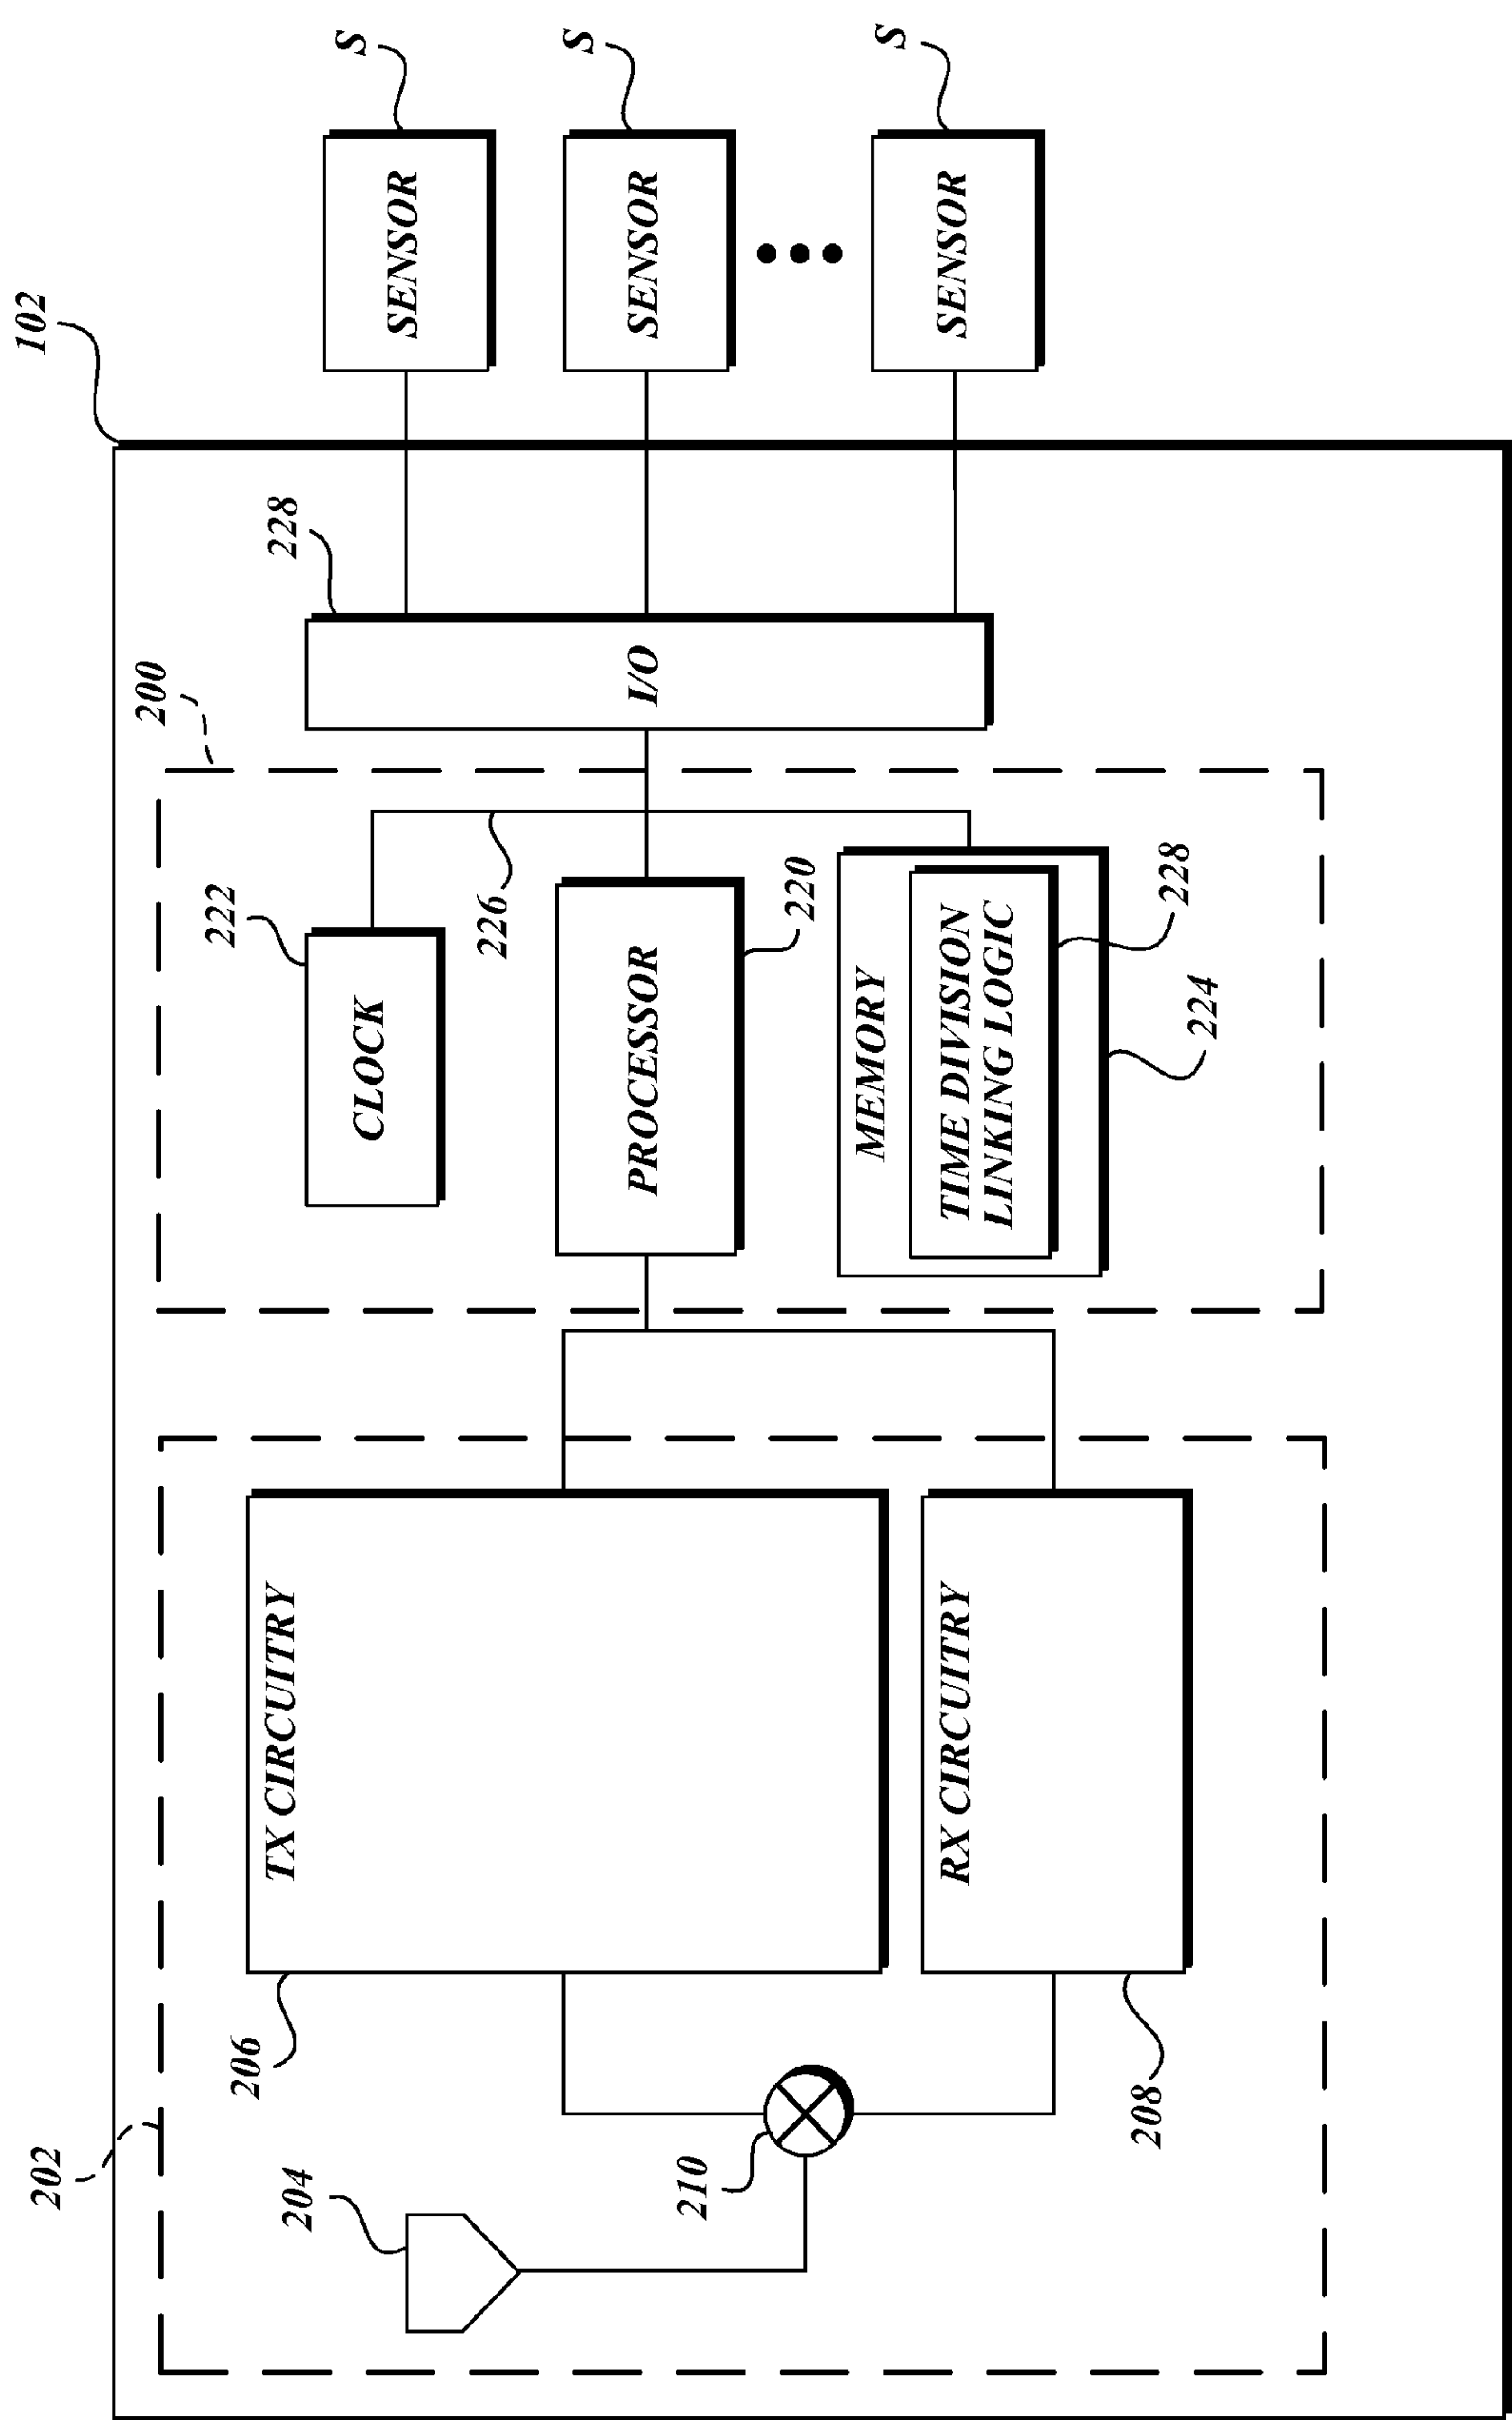 102
202
200
204
206
TX CIRCUITRY
222
CLOCK
228
S
SENSOR
226
I/O
PROCESSOR
220
S
SENSOR
210
MEMORY
TIME DIVISION
LINKING LOGIC
228
224
RX CIRCUITRY
208
S
SENSOR